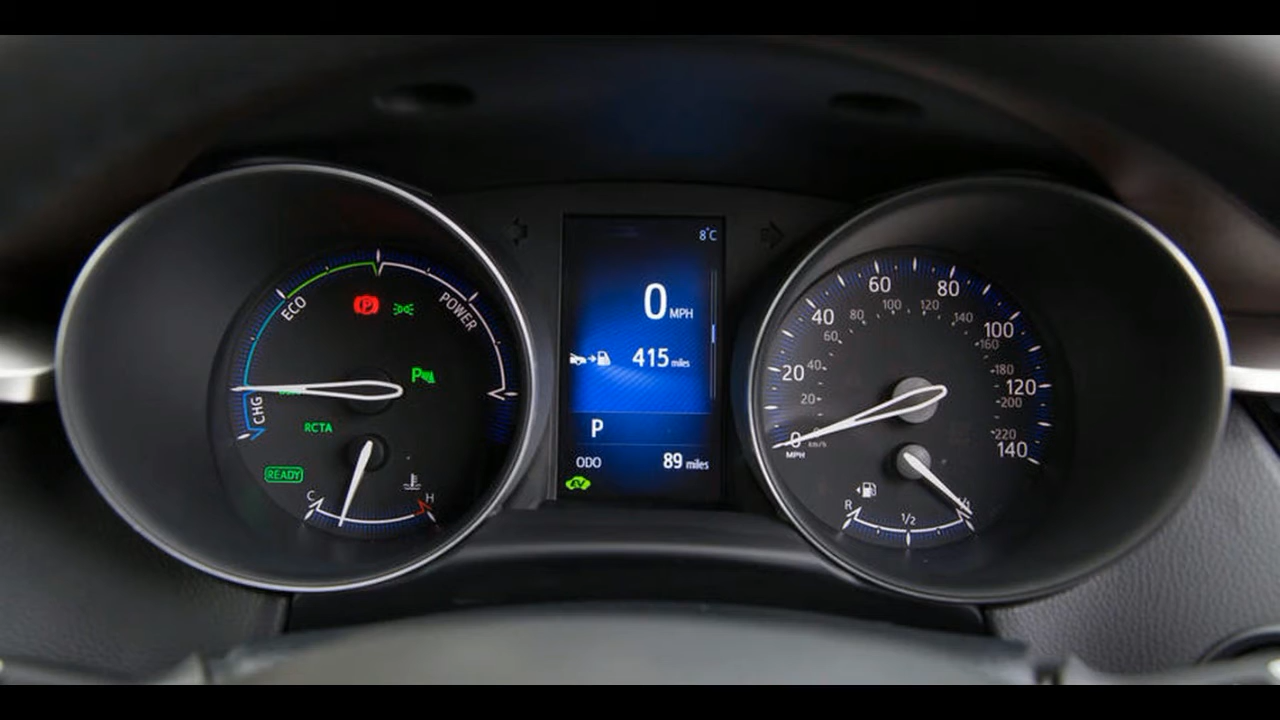 8°C
0 MPH
415 miles
P
ODO 89 miles
ECO
POWER
CHG
P
P
RCTA
READY
C
H
0
20
40
60
80
100
120
140
MPH
km/h
20
40
60
80
100
120
140
160
180
200
220
R
1/2